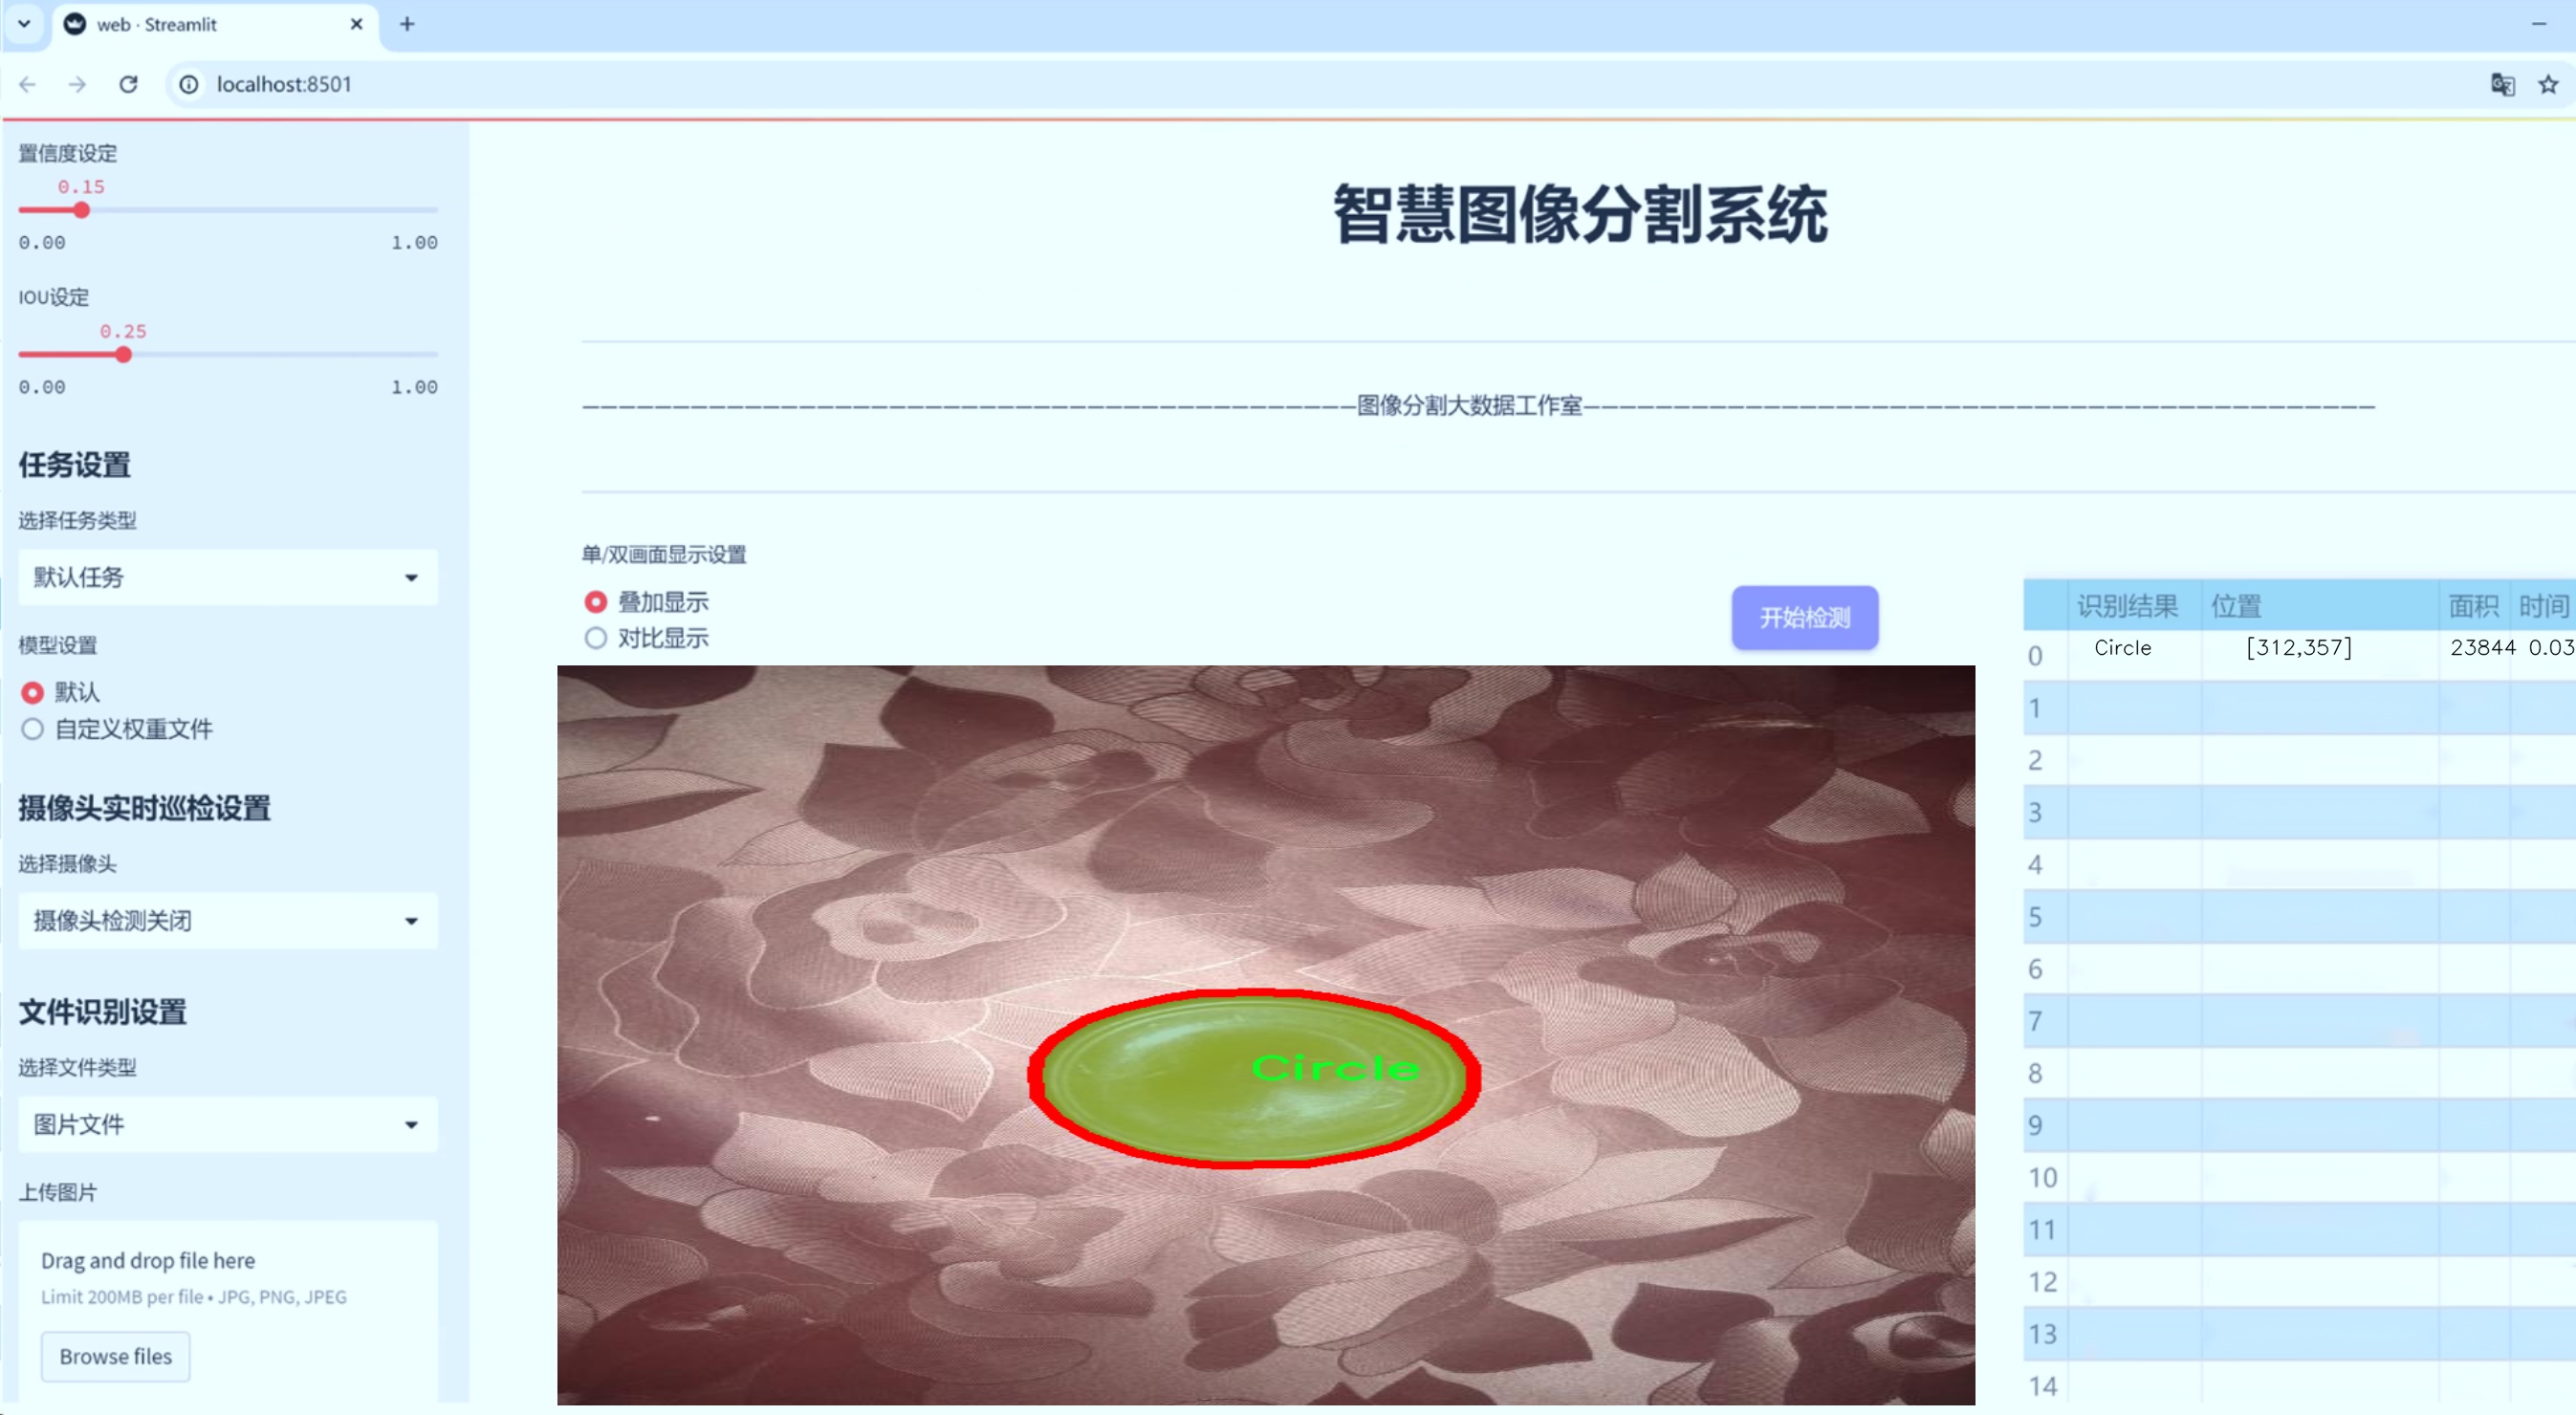 web · Streamlit
localhost:8501
置信度设定
0.15
0.00 1.00
IOU设定
0.25
0.00 1.00
任务设置
选择任务类型
默认任务
模型设置
默认
自定义权重文件
摄像头实时巡检设置
选择摄像头
摄像头检测关闭
文件识别设置
选择文件类型
图片文件
上传图片
Drag and drop file here
Limit 200MB per file • JPG, PNG, JPEG
Browse files
智慧图像分割系统
———————————————————————————————————————————图像分割大数据工作室————————————————————————————————————————————
单/双画面显示设置
叠加显示
对比显示
开始检测
Circle
识别结果 位置 面积 时间
0 Circle [312,357] 23844 0.03
1
2
3
4
5
6
7
8
9
10
11
12
13
14